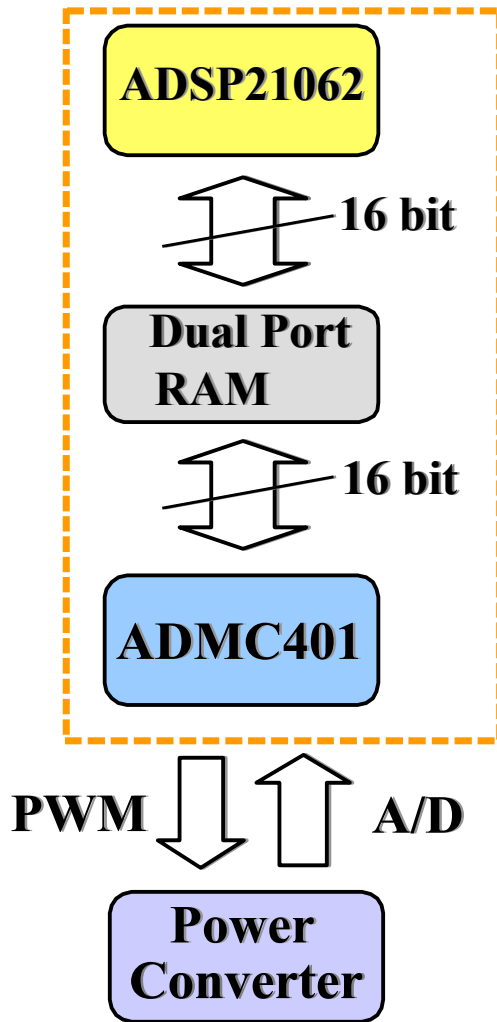 ADSP21062
16 bit
Dual Port
RAM
16 bit
ADMC401
PWM
A/D
Power
Converter